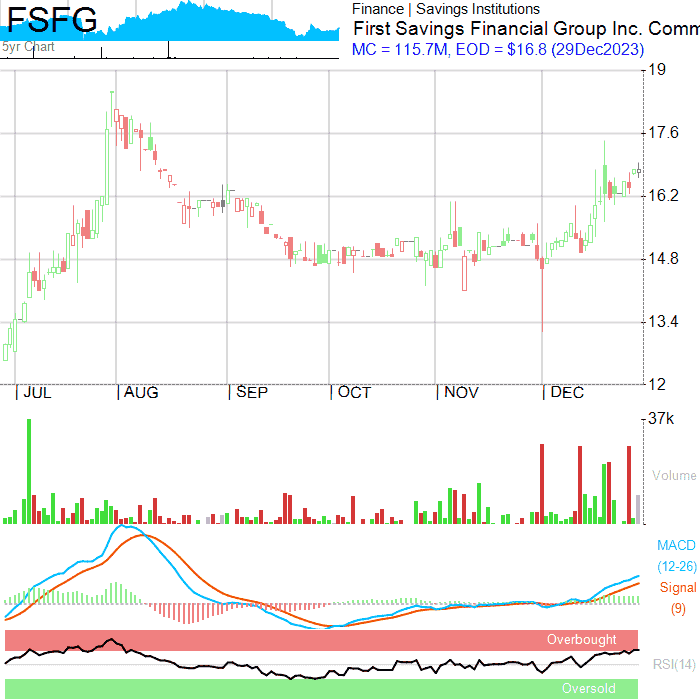 FSFG
5yr Chart
Finance | Savings Institutions
First Savings Financial Group Inc. Comm
MC = 115.7M, EOD = $16.8 (29Dec2023)
19
17.6
16.2
14.8
13.4
12
JUL AUG SEP OCT NOV DEC
37k
Volume
MACD
(12-26)
Signal
(9)
Overbought
RSI(14)
Oversold